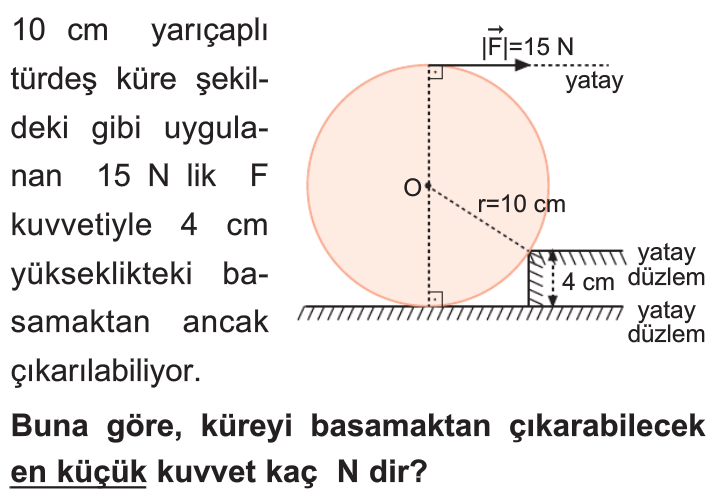 10 cm yarıçaplı
türdeş küre şekil-
deki gibi uygula-
nan 15 N lik F
kuvvetiyle 4 cm
yükseklikteki ba-
samaktan ancak
çıkarılabiliyor.
|F|=15 N
yatay
O
r=10 cm
yatay
düzlem
4 cm
yatay
düzlem
Buna göre, küreyi basamaktan çıkarabilecek
en küçük kuvvet kaç N dir?